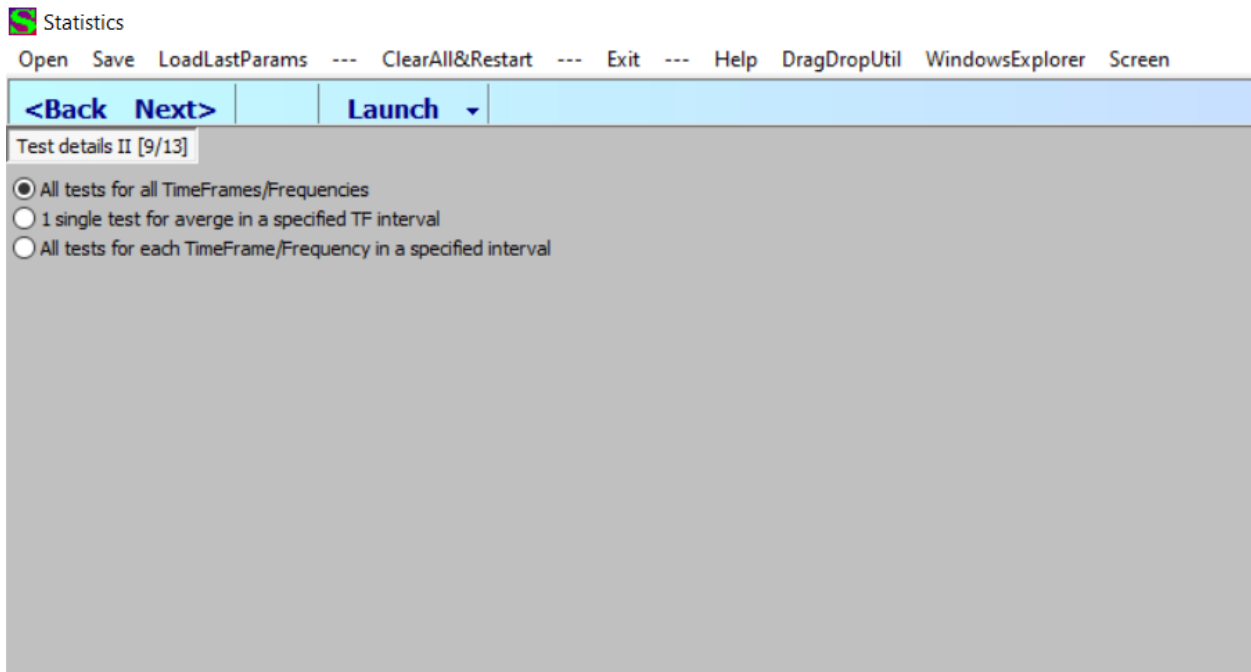 Statistics
Open Save LoadLastParams --- ClearAll&Restart --- Exit --- Help DragDropUtil WindowsExplorer Screen
<Back Next> Launch
Test details II [9/13]
All tests for all TimeFrames/Frequencies
1 single test for averge in a specified TF interval
All tests for each TimeFrame/Frequency in a specified interval